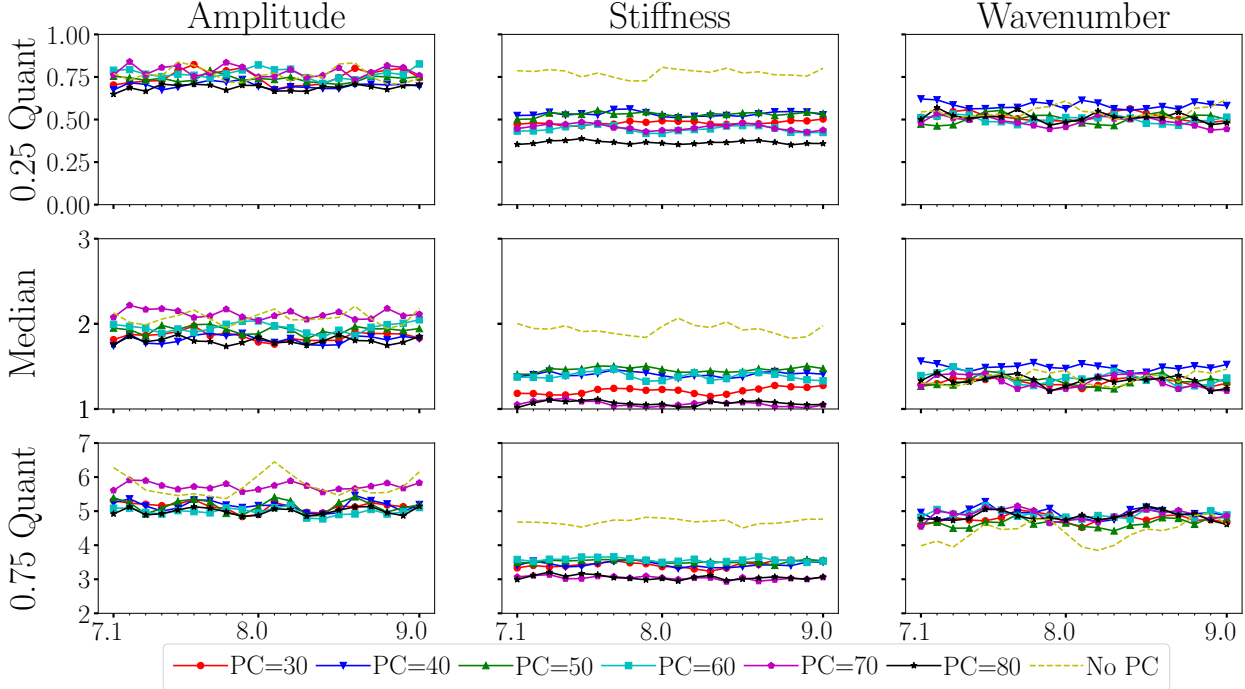 Amplitude Stiffness Wavenumber
0.25 Quant
1.00
0.75
0.50
0.25
0.00
Median
3
2
1
0.75 Quant
7
6
5
4
3
2
7.1 8.0 9.0 7.1 8.0 9.0 7.1 8.0 9.0
PC=30 PC=40 PC=50 PC=60 PC=70 PC=80 No PC